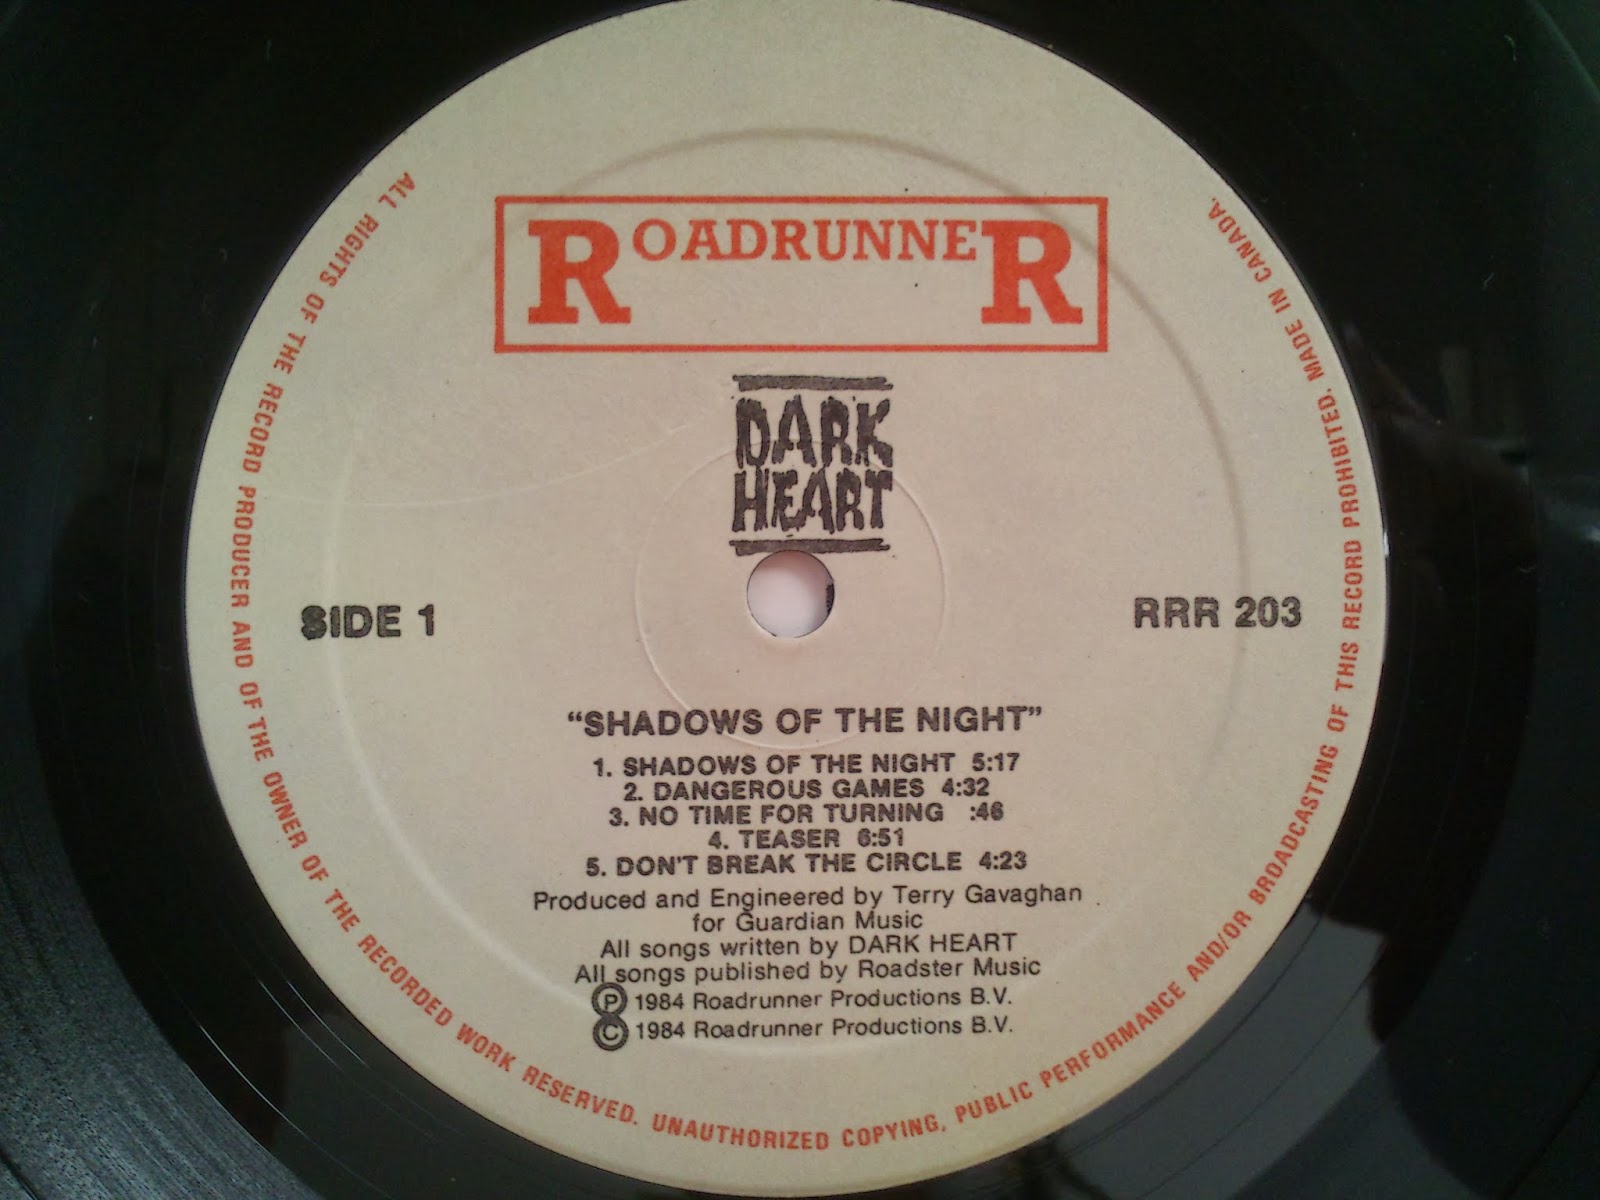 ROADRUNNER
DARK
HEART
SIDE 1
RRR 203
“SHADOWS OF THE NIGHT”
1. SHADOWS OF THE NIGHT 5:17
2. DANGEROUS GAMES 4:32
3. NO TIME FOR TURNING :46
4. TEASER 6:51
5. DON'T BREAK THE CIRCLE 4:23
Produced and Engineered by Terry Gavaghan
for Guardian Music
All songs written by DARK HEART
All songs published by Roadster Music
Ⓟ 1984 Roadrunner Productions B.V.
© 1984 Roadrunner Productions B.V.
ALL RIGHTS OF THE RECORD PRODUCER AND OF THE OWNER OF THE RECORDED WORK RESERVED. UNAUTHORIZED COPYING, PUBLIC PERFORMANCE AND/OR BROADCASTING OF THIS RECORD PROHIBITED. MADE IN CANADA.